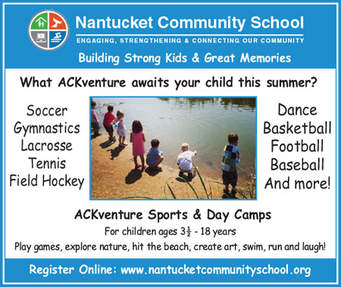 Nantucket Community School
ENGAGING, STRENGTHENING & CONNECTING OUR COMMUNITY
Building Strong Kids & Great Memories
What ACKventure awaits your child this summer?
Soccer
Gymnastics
Lacrosse
Tennis
Field Hockey
Dance
Basketball
Football
Baseball
And more!
ACKventure Sports & Day Camps
For children ages 3½ - 18 years
Play games, explore nature, hit the beach, create art, swim, run and laugh!
Register Online: www.nantucketcommunityschool.org